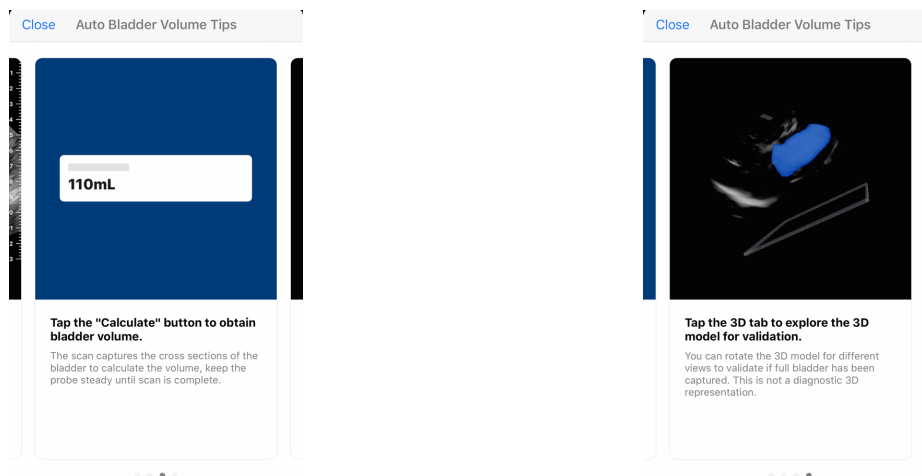 Close Auto Bladder Volume Tips
110mL
Tap the "Calculate" button to obtain
bladder volume.
The scan captures the cross sections of the
bladder to calculate the volume, keep the
probe steady until scan is complete.
Close Auto Bladder Volume Tips
Tap the 3D tab to explore the 3D
model for validation.
You can rotate the 3D model for different
views to validate if full bladder has been
captured. This is not a diagnostic 3D
representation.